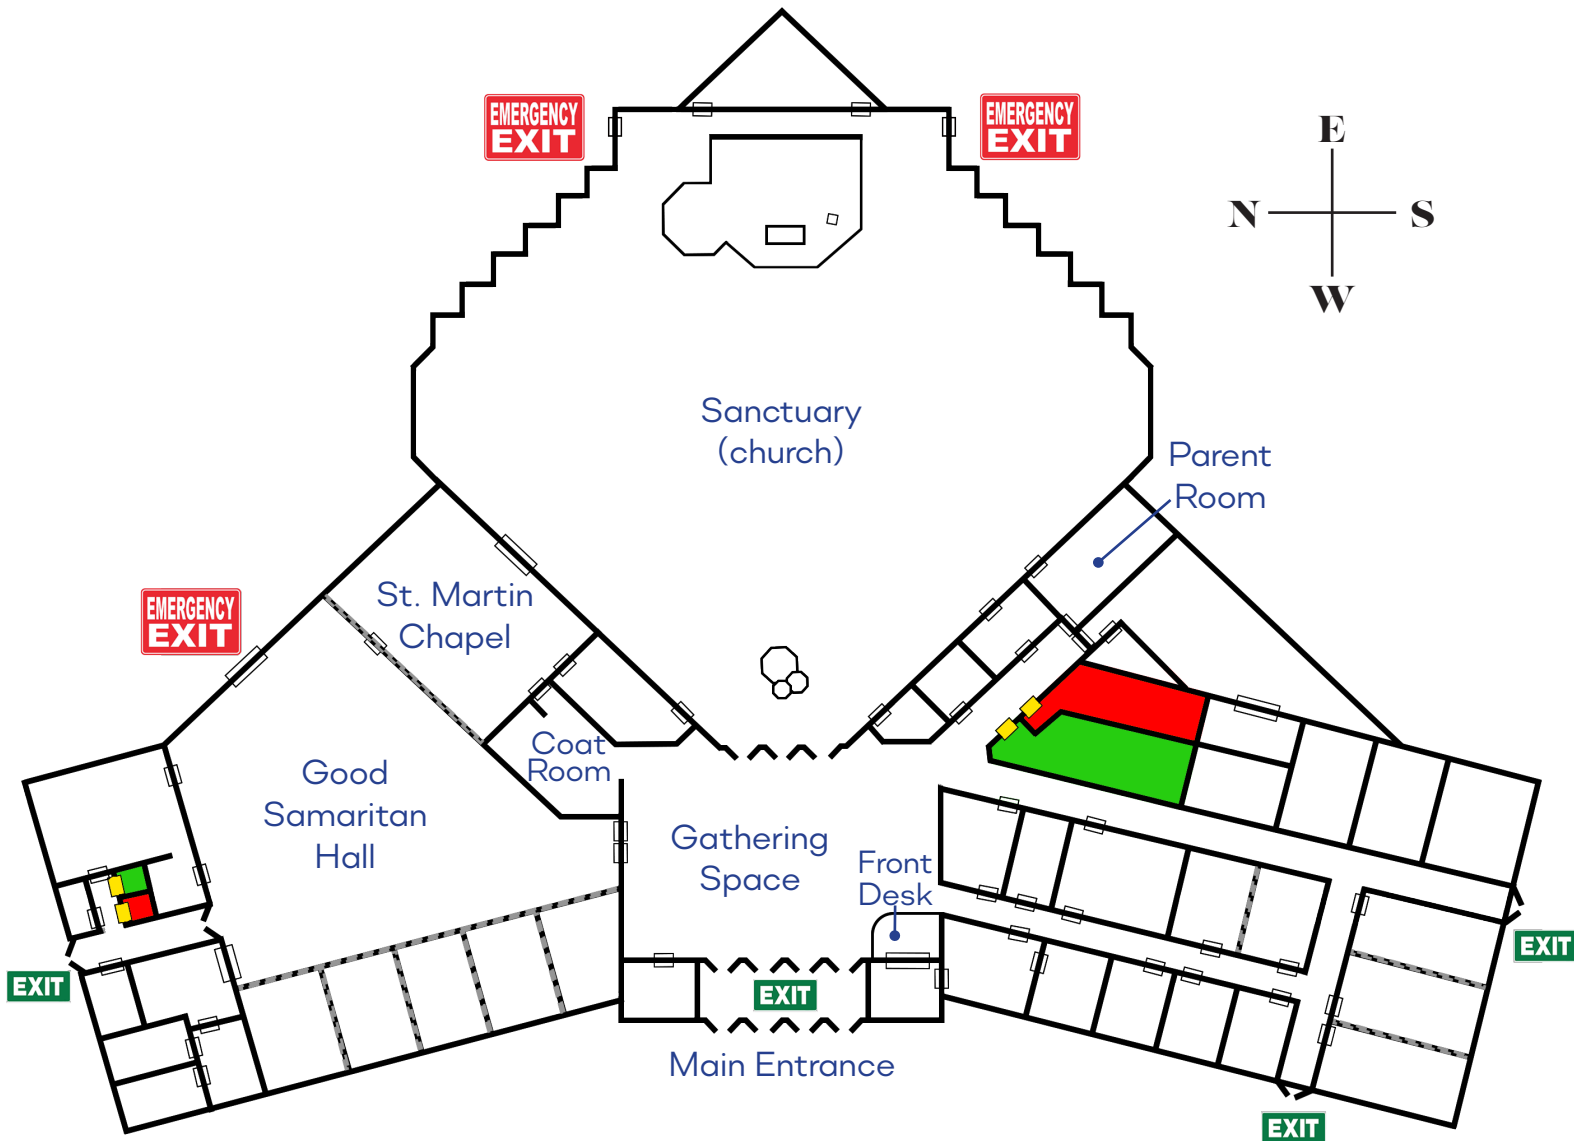 EMERGENCY
EXIT
EMERGENCY
EXIT
E
N
S
W
Sanctuary
(church)
Parent
Room
EMERGENCY
EXIT
St. Martin
Chapel
Coat
Room
Good
Samaritan
Hall
Gathering
Space
Front
Desk
EXIT
EXIT
EXIT
Main Entrance
EXIT